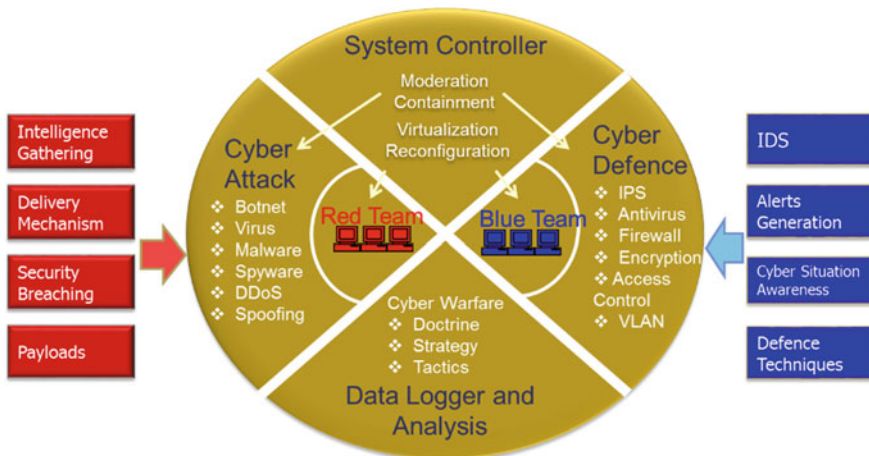 System Controller
Moderation
Containment
Virtualization
Reconfiguration
Intelligence
Gathering
Delivery
Mechanism
Security
Breaching
Payloads
Cyber
Attack
❖ Botnet
❖ Virus
❖ Malware
❖ Spyware
❖ DDoS
❖ Spoofing
Red Team
Blue Team
Cyber
Defence
❖ IPS
❖ Antivirus
❖ Firewall
❖ Encryption
❖ Access
Control
❖ VLAN
IDS
Alerts
Generation
Cyber Situation
Awareness
Defence
Techniques
Cyber Warfare
❖ Doctrine
❖ Strategy
❖ Tactics
Data Logger and
Analysis